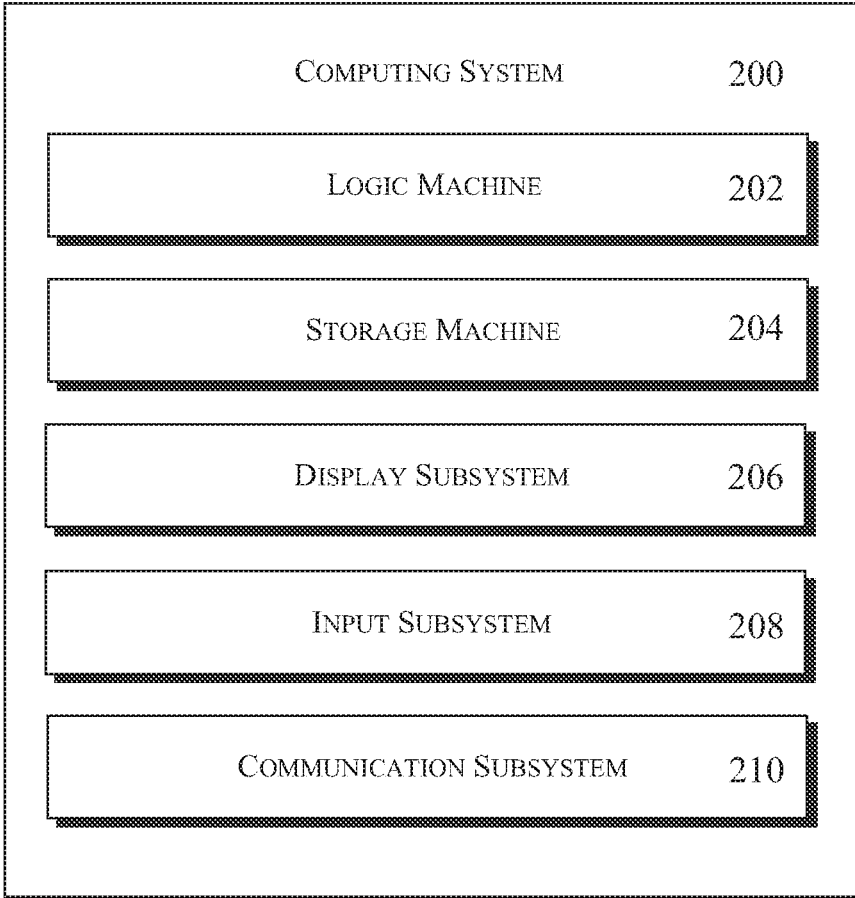 COMPUTING SYSTEM 200
LOGIC MACHINE 202
STORAGE MACHINE 204
DISPLAY SUBSYSTEM 206
INPUT SUBSYSTEM 208
COMMUNICATION SUBSYSTEM 210